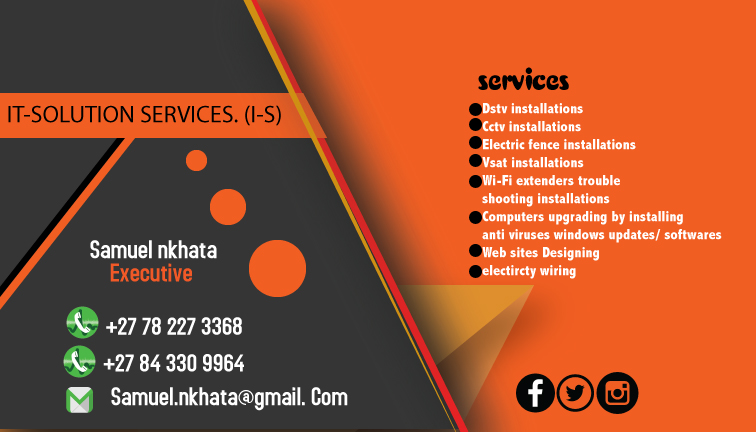 IT-SOLUTION SERVICES. (I-S)
Samuel nkhata
Executive
+27 78 227 3368
+27 84 330 9964
Samuel.nkhata@gmail. Com
services
Dstv installations
Cctv installations
Electric fence installations
Vsat installations
Wi-Fi extenders trouble
shooting installations
Computers upgrading by installing
anti viruses windows updates/ softwares
Web sites Designing
electircty wiring